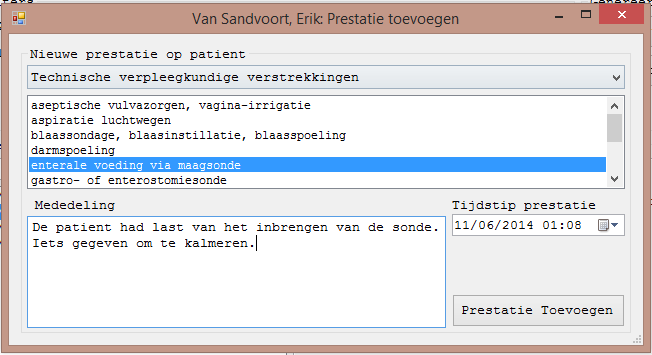 Van Sandvoort, Erik: Prestatie toevoegen
Nieuwe prestatie op patient
Technische verpleegkundige verstrekkingen
aseptische vulvazorgen, vagina-irrigatie
aspiratie luchtwegen
blaassondage, blaasinstillatie, blaasspoeling
darmspoeling
enterale voeding via maagsonde
gastro- of enterostomiesonde
Mededeling
De patient had last van het inbrengen van de sonde.
Iets gegeven om te kalmeren.
Tijdstip prestatie
11/06/2014 01:08
Prestatie Toevoegen